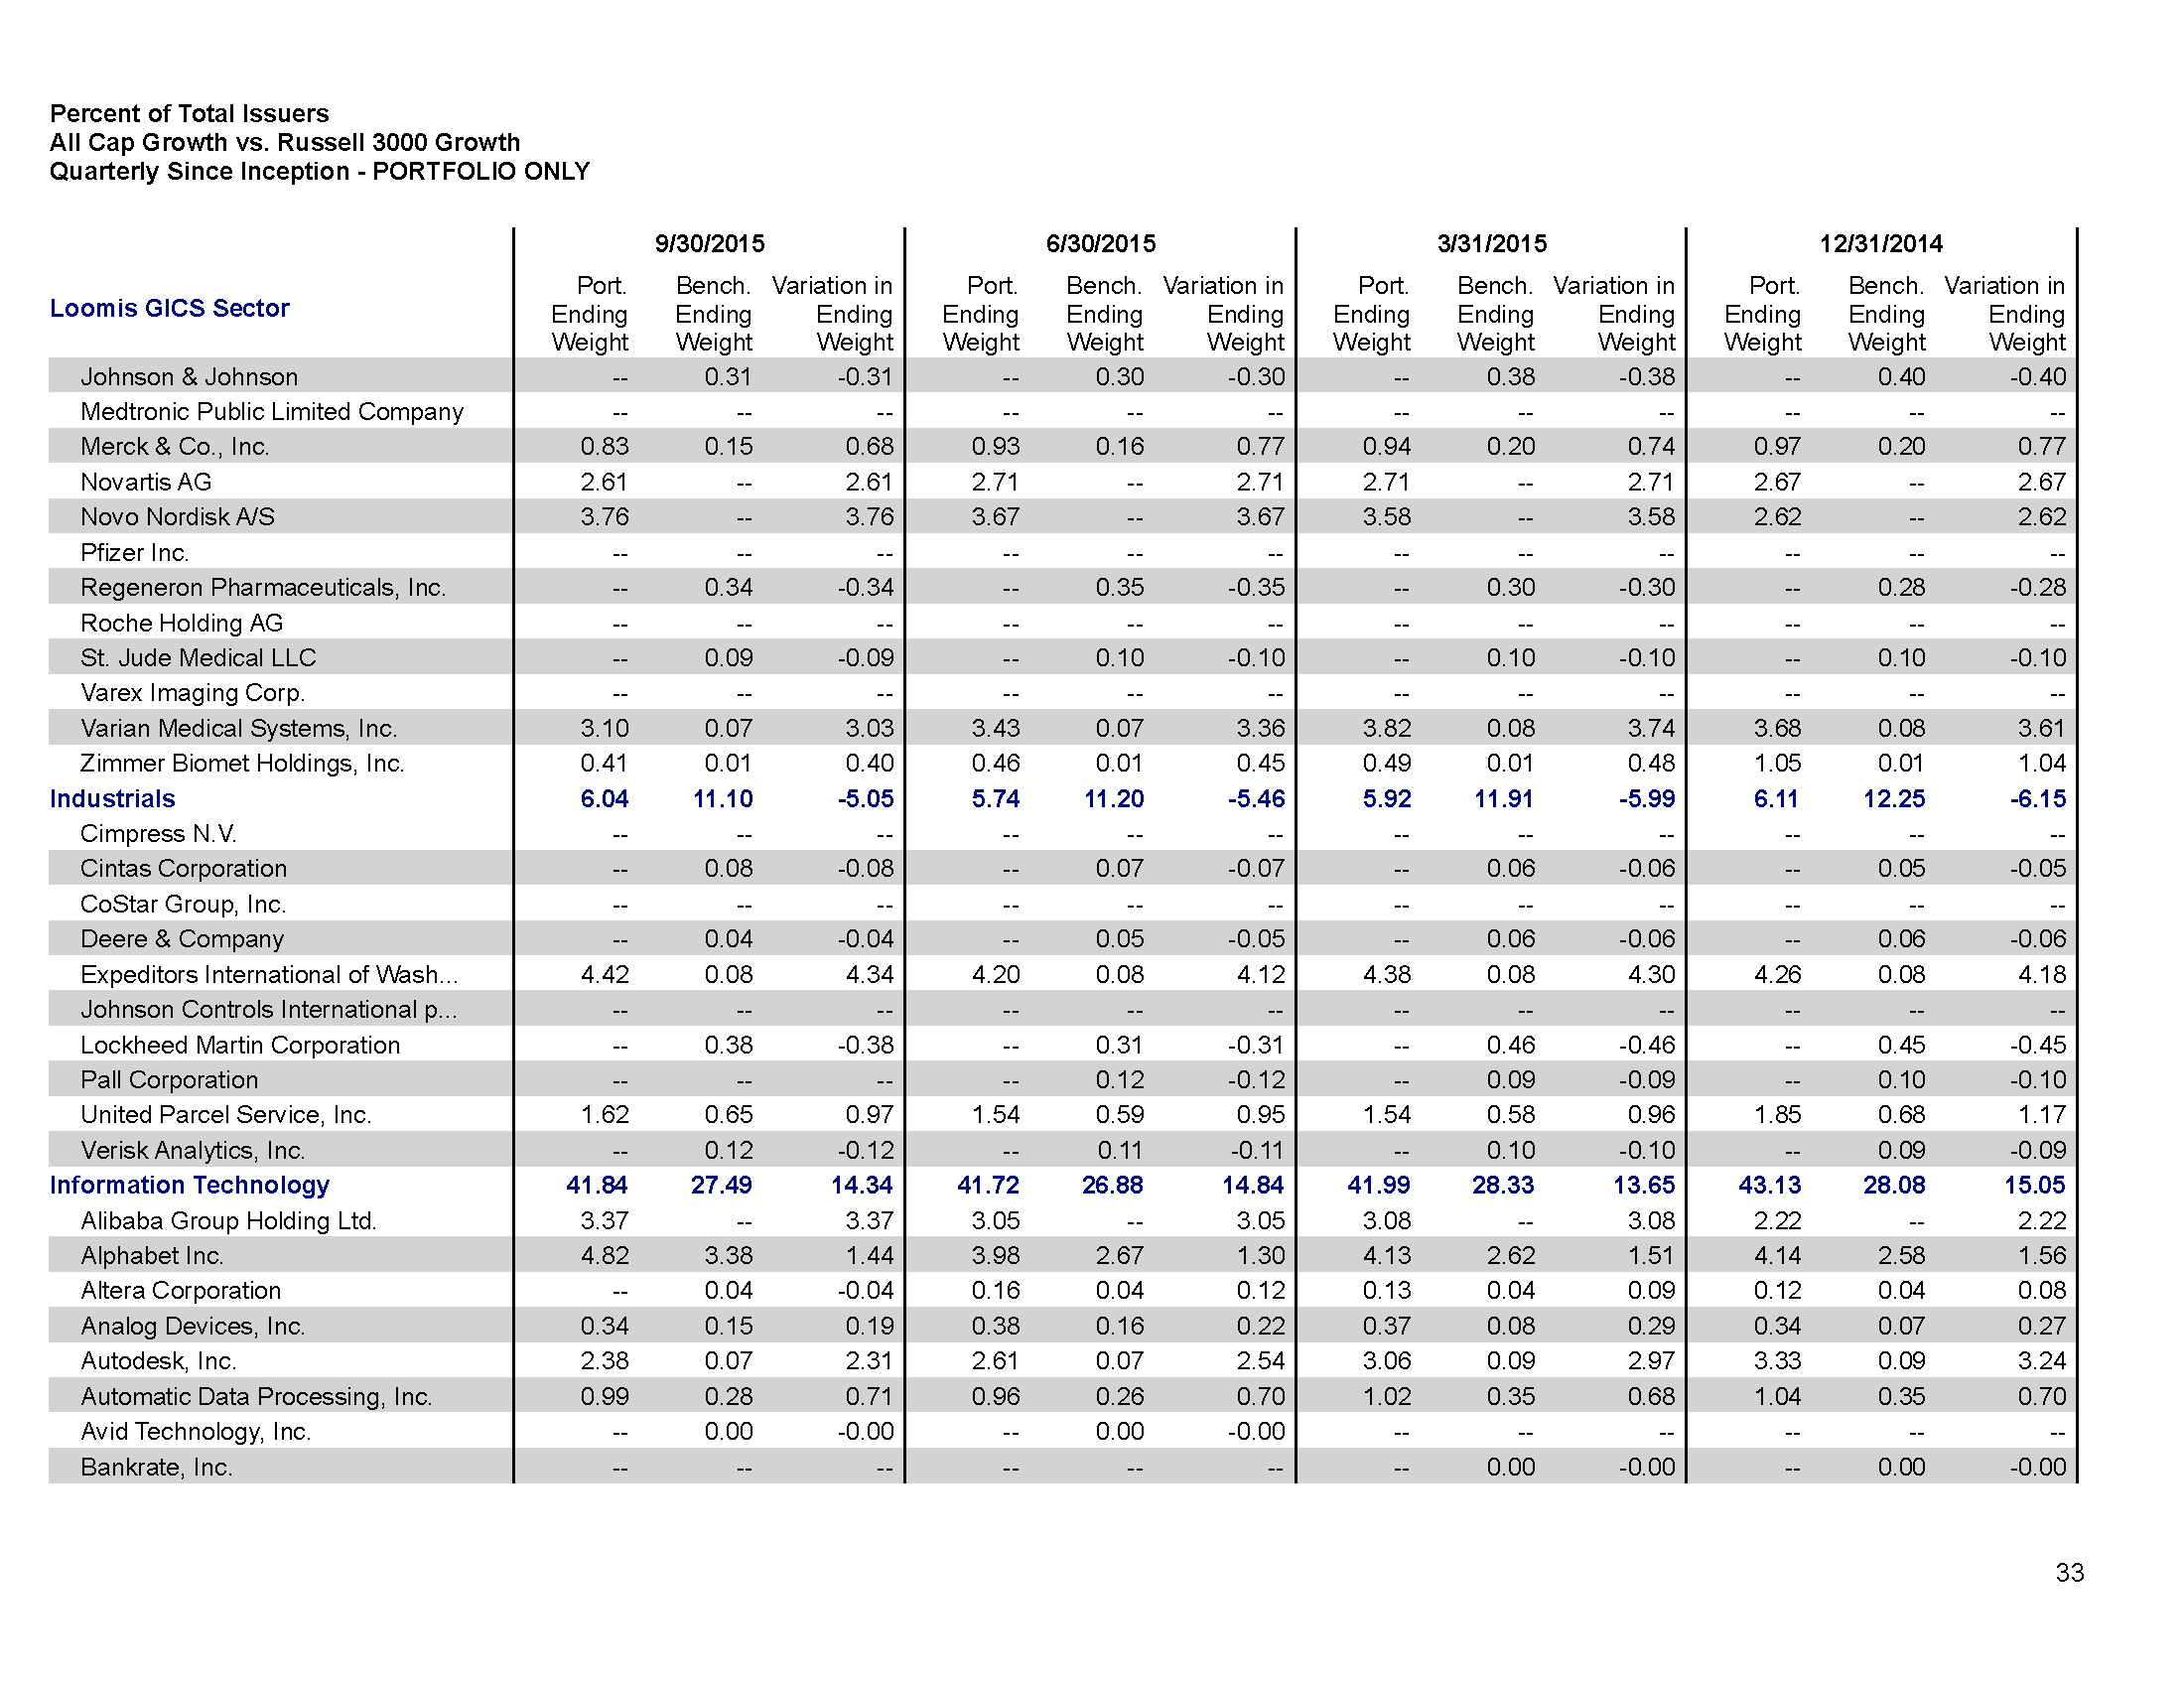 Percent of Total Issuers
All Cap Growth vs. Russell 3000 Growth
Quarterly Since Inception - PORTFOLIO ONLY
9/30/2015 6/30/2015 3/31/2015 12/31/2014
Loomis GICS Sector
Port. Bench. Variation in Port. Bench. Variation in Port. Bench. Variation in Port. Bench. Variation in
Ending Ending Ending Ending Ending Ending Ending Ending Ending Ending Ending Ending
Weight Weight Weight Weight Weight Weight Weight Weight Weight Weight Weight Weight
Johnson & Johnson -- 0.31 -0.31 -- 0.30 -0.30 -- 0.38 -0.38 -- 0.40 -0.40
Medtronic Public Limited Company -- -- -- -- -- -- -- -- -- -- -- --
Merck & Co., Inc. 0.83 0.15 0.68 0.93 0.16 0.77 0.94 0.20 0.74 0.97 0.20 0.77
Novartis AG 2.61 -- 2.61 2.71 -- 2.71 2.71 -- 2.71 2.67 -- 2.67
Novo Nordisk A/S 3.76 -- 3.76 3.67 -- 3.67 3.58 -- 3.58 2.62 -- 2.62
Pfizer Inc. -- -- -- -- -- -- -- -- -- -- -- --
Regeneron Pharmaceuticals, Inc. -- 0.34 -0.34 -- 0.35 -0.35 -- 0.30 -0.30 -- 0.28 -0.28
Roche Holding AG -- -- -- -- -- -- -- -- -- -- -- --
St. Jude Medical LLC -- 0.09 -0.09 -- 0.10 -0.10 -- 0.10 -0.10 -- 0.10 -0.10
Varex Imaging Corp. -- -- -- -- -- -- -- -- -- -- -- --
Varian Medical Systems, Inc. 3.10 0.07 3.03 3.43 0.07 3.36 3.82 0.08 3.74 3.68 0.08 3.61
Zimmer Biomet Holdings, Inc. 0.41 0.01 0.40 0.46 0.01 0.45 0.49 0.01 0.48 1.05 0.01 1.04
Industrials 6.04 11.10 -5.05 5.74 11.20 -5.46 5.92 11.91 -5.99 6.11 12.25 -6.15
Cimpress N.V. -- -- -- -- -- -- -- -- -- -- -- --
Cintas Corporation -- 0.08 -0.08 -- 0.07 -0.07 -- 0.06 -0.06 -- 0.05 -0.05
CoStar Group, Inc. -- -- -- -- -- -- -- -- -- -- -- --
Deere & Company -- 0.04 -0.04 -- 0.05 -0.05 -- 0.06 -0.06 -- 0.06 -0.06
Expeditors International of Wash... 4.42 0.08 4.34 4.20 0.08 4.12 4.38 0.08 4.30 4.26 0.08 4.18
Johnson Controls International p... -- -- -- -- -- -- -- -- -- -- -- --
Lockheed Martin Corporation -- 0.38 -0.38 -- 0.31 -0.31 -- 0.46 -0.46 -- 0.45 -0.45
Pall Corporation -- -- -- -- 0.12 -0.12 -- 0.09 -0.09 -- 0.10 -0.10
United Parcel Service, Inc. 1.62 0.65 0.97 1.54 0.59 0.95 1.54 0.58 0.96 1.85 0.68 1.17
Verisk Analytics, Inc. -- 0.12 -0.12 -- 0.11 -0.11 -- 0.10 -0.10 -- 0.09 -0.09
Information Technology 41.84 27.49 14.34 41.72 26.88 14.84 41.99 28.33 13.65 43.13 28.08 15.05
Alibaba Group Holding Ltd. 3.37 -- 3.37 3.05 -- 3.05 3.08 -- 3.08 2.22 -- 2.22
Alphabet Inc. 4.82 3.38 1.44 3.98 2.67 1.30 4.13 2.62 1.51 4.14 2.58 1.56
Altera Corporation -- 0.04 -0.04 0.16 0.04 0.12 0.13 0.04 0.09 0.12 0.04 0.08
Analog Devices, Inc. 0.34 0.15 0.19 0.38 0.16 0.22 0.37 0.08 0.29 0.34 0.07 0.27
Autodesk, Inc. 2.38 0.07 2.31 2.61 0.07 2.54 3.06 0.09 2.97 3.33 0.09 3.24
Automatic Data Processing, Inc. 0.99 0.28 0.71 0.96 0.26 0.70 1.02 0.35 0.68 1.04 0.35 0.70
Avid Technology, Inc. -- 0.00 -0.00 -- 0.00 -0.00 -- -- -- -- -- --
Bankrate, Inc. -- -- -- -- -- -- -- 0.00 -0.00 -- 0.00 -0.00
33